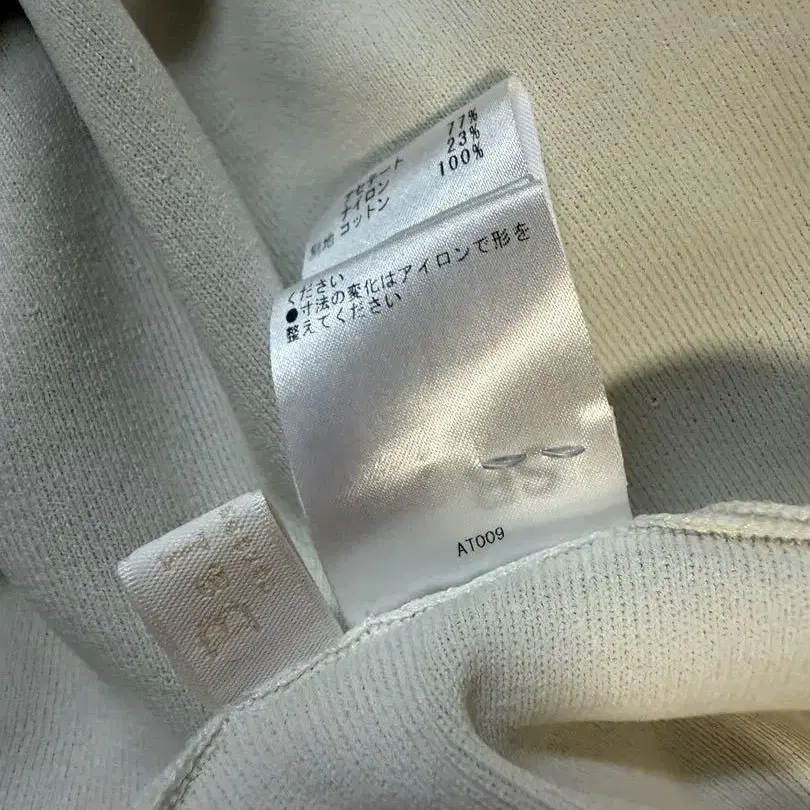 77%
23%
ナイロン 100%
コットン
ください
●寸法の変化はアイロンで形を
整えてください
AT009